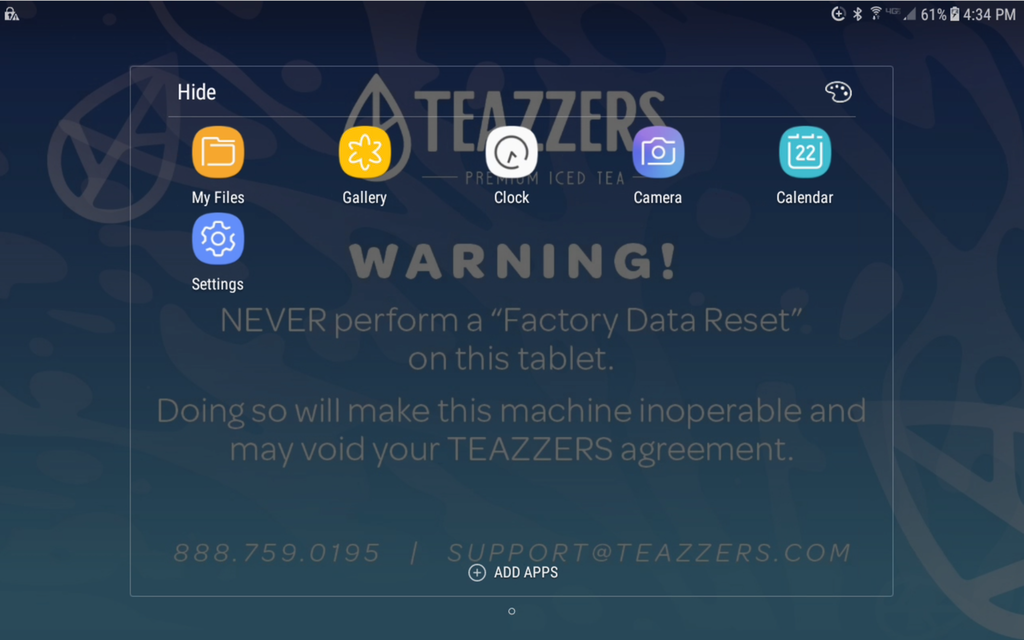 4G 61% 4:34 PM
Hide
TEAZZERS
PREMIUM ICED TEA
My Files Gallery Clock Camera 22 Calendar
Settings
WARNING!
NEVER perform a “Factory Data Reset”
on this tablet.
Doing so will make this machine inoperable and
may void your TEAZZERS agreement.
888.759.0195 | SUPPORT@TEAZZERS.COM
ADD APPS